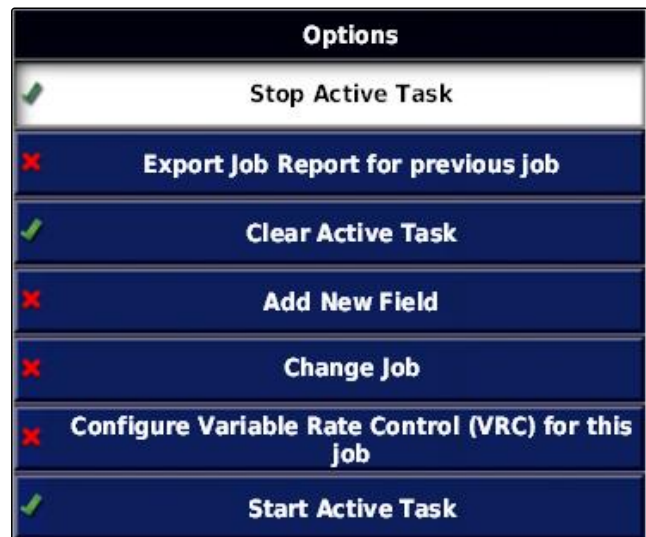 Options
Stop Active Task
Export Job Report for previous job
Clear Active Task
Add New Field
Change Job
Configure Variable Rate Control (VRC) for this
job
Start Active Task